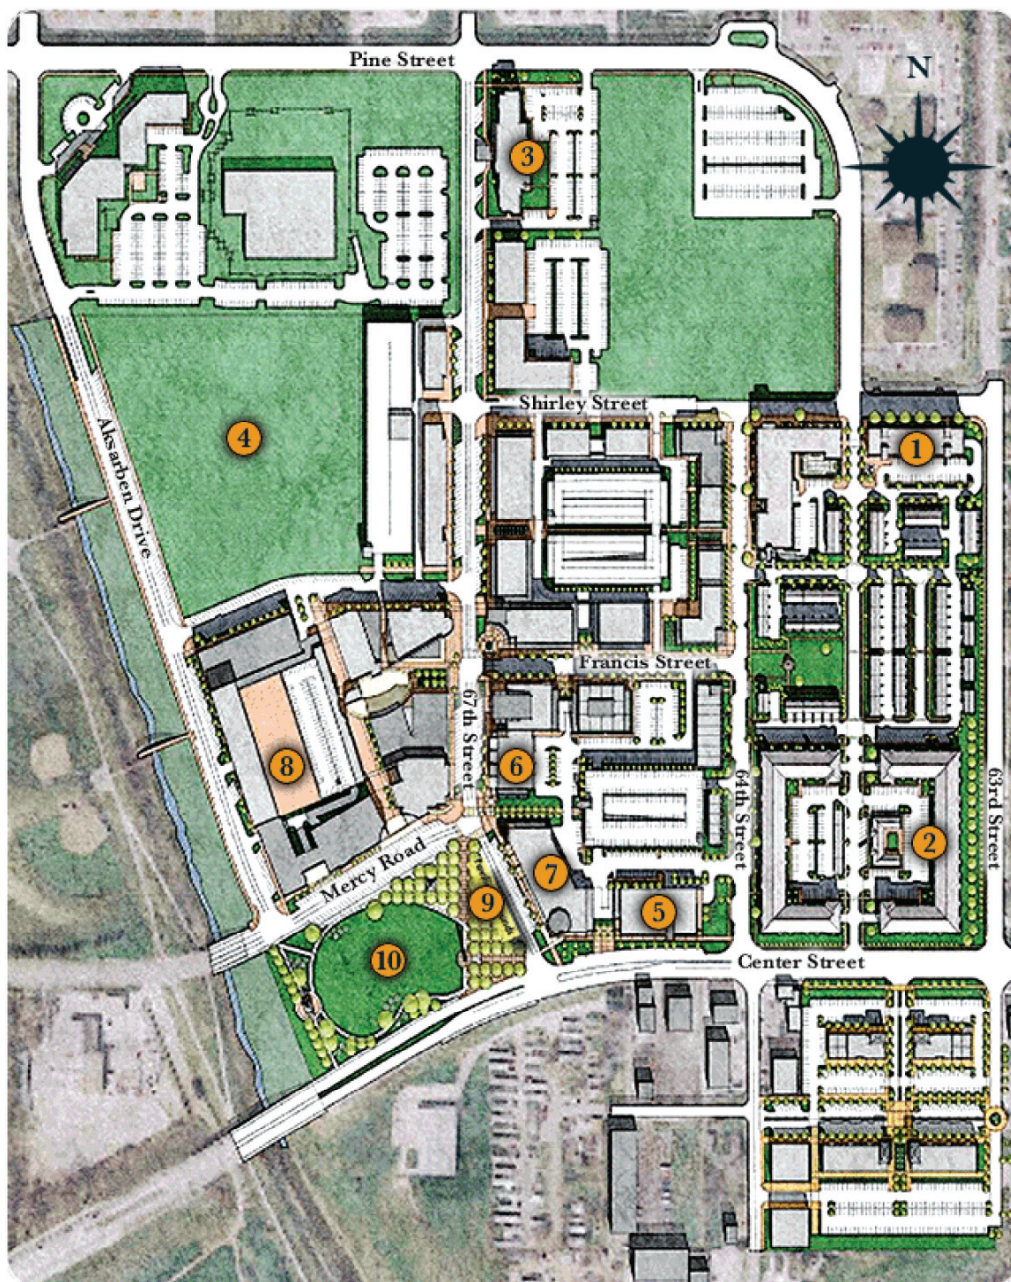 Pine Street
N
3
Shirley Street
4
1
Aksarben Drive
Francis Street
67th Street
6
8
64th Street
63rd Street
2
Mercy Road
7
9
5
10
Center Street